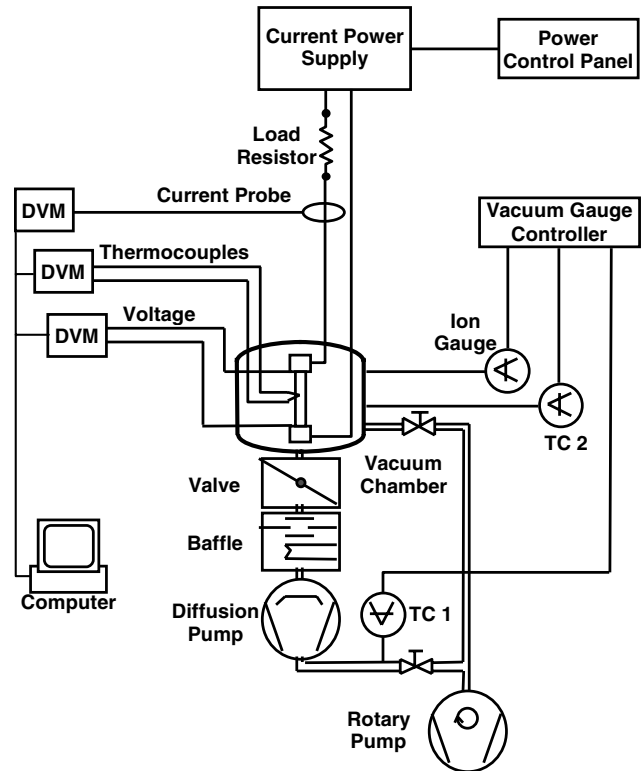 Current Power
Supply
Power
Control Panel
Load
Resistor
Current Probe
DVM
Vacuum Gauge
Controller
Thermocouples
DVM
Voltage
DVM
Ion
Gauge
TC 2
Vacuum
Chamber
Valve
Baffle
Computer
Diffusion
Pump
TC 1
Rotary
Pump